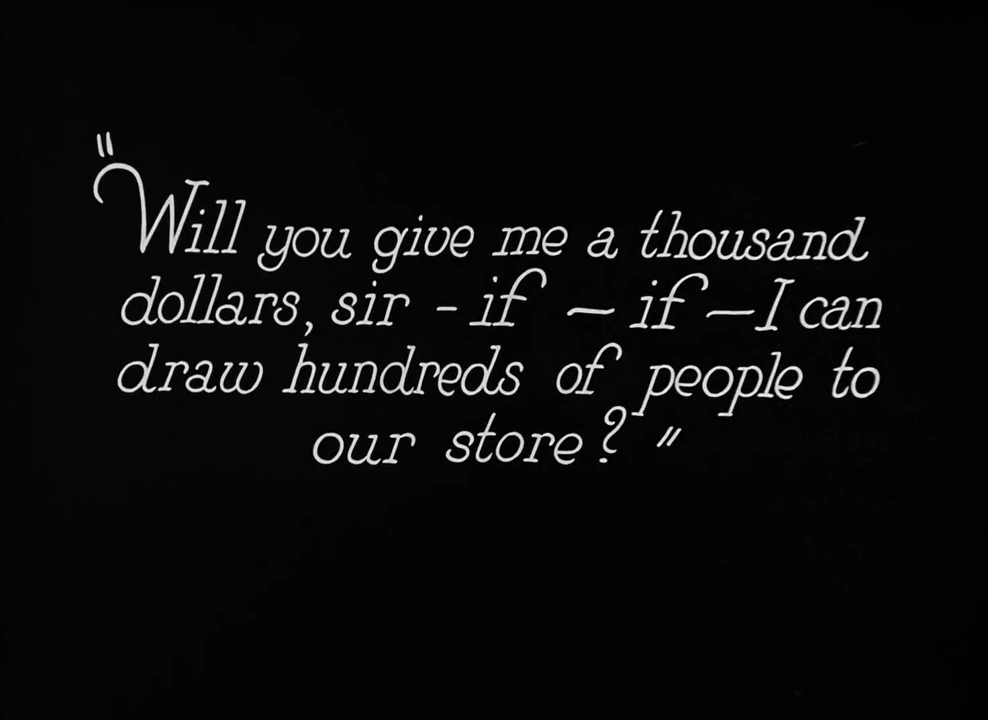 "Will you give me a thousand
dollars, sir - if — if — I can
draw hundreds of people to
our store? "